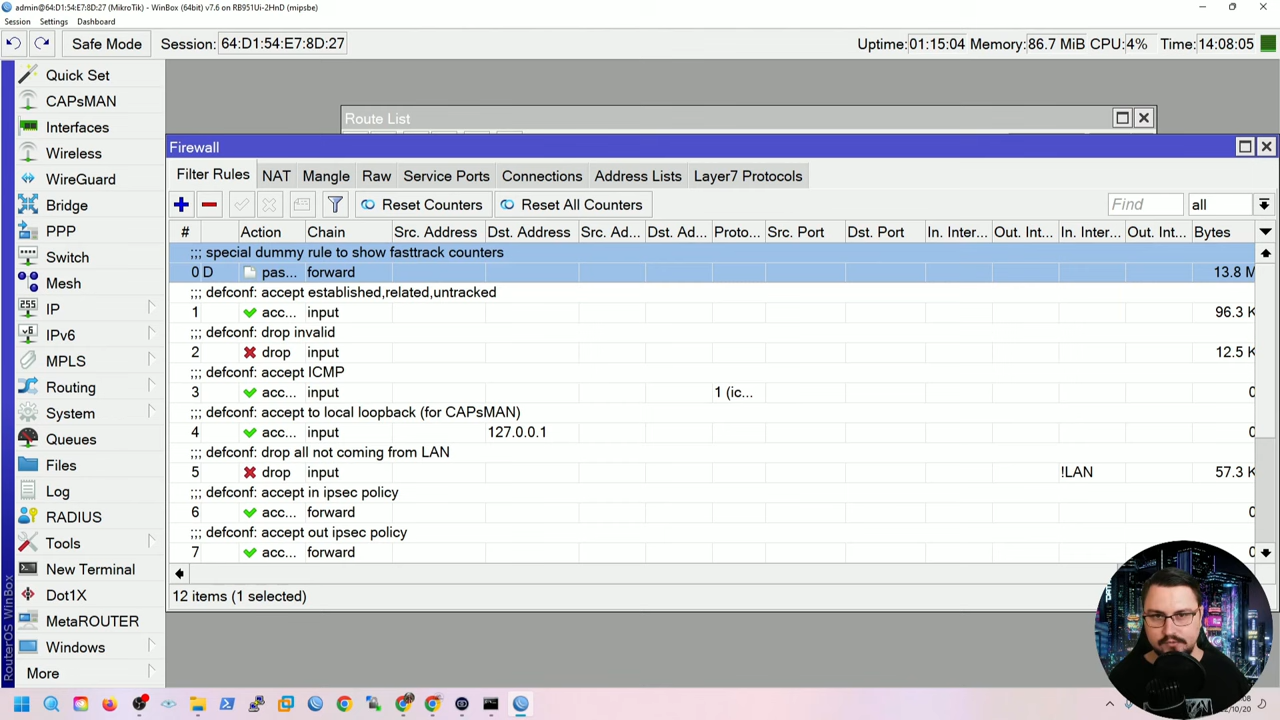 admin@64:D1:54:E7:8D:27 (MikroTik) - WinBox (64bit) v7.6 on RB951Ui-2HnD (mipsbe)
Session Settings Dashboard
Safe Mode Session: 64:D1:54:E7:8D:27 Uptime: 01:15:04 Memory: 86.7 MiB CPU: 4% Time: 14:08:05
Quick Set
CAPsMAN
Interfaces
Wireless
WireGuard
Bridge
PPP
Switch
Mesh
IP
IPv6
MPLS
Routing
System
Queues
Files
Log
RADIUS
Tools
New Terminal
Dot1X
MetaROUTER
Windows
More
RouterOS WinBox
Route List
Firewall
Filter Rules NAT Mangle Raw Service Ports Connections Address Lists Layer7 Protocols
Reset Counters Reset All Counters Find all
# Action Chain Src. Address Dst. Address Src. Ad... Dst. Ad... Proto... Src. Port Dst. Port In. Inter... Out. Int... In. Inter... Out. Int... Bytes
;;; special dummy rule to show fasttrack counters
0 D pas... forward 13.8 M
;;; defconf: accept established,related,untracked
1 acc... input 96.3 K
;;; defconf: drop invalid
2 drop input 12.5 K
;;; defconf: accept ICMP
3 acc... input 1 (ic... 0
;;; defconf: accept to local loopback (for CAPsMAN)
4 acc... input 127.0.0.1 0
;;; defconf: drop all not coming from LAN
5 drop input !LAN 57.3 K
;;; defconf: accept in ipsec policy
6 acc... forward 0
;;; defconf: accept out ipsec policy
7 acc... forward 0
12 items (1 selected)